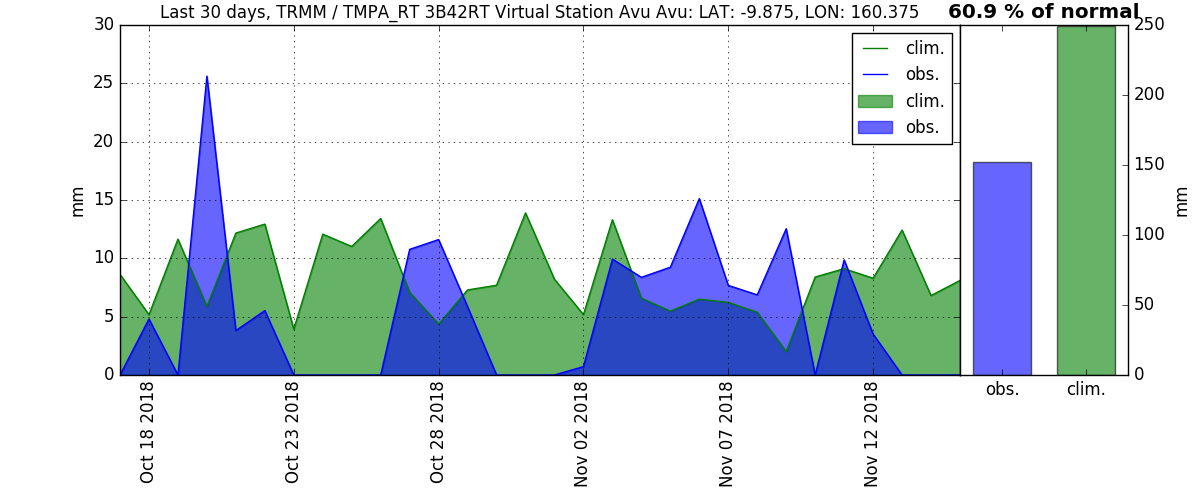 Last 30 days, TRMM / TMPA_RT 3B42RT Virtual Station Avu Avu: LAT: -9.875, LON: 160.375
60.9 % of normal
30
25
20
15
10
5
0
mm
clim.
obs.
clim.
obs.
Oct 18 2018
Oct 23 2018
Oct 28 2018
Nov 02 2018
Nov 07 2018
Nov 12 2018
250
200
150
100
50
0
mm
obs.
clim.